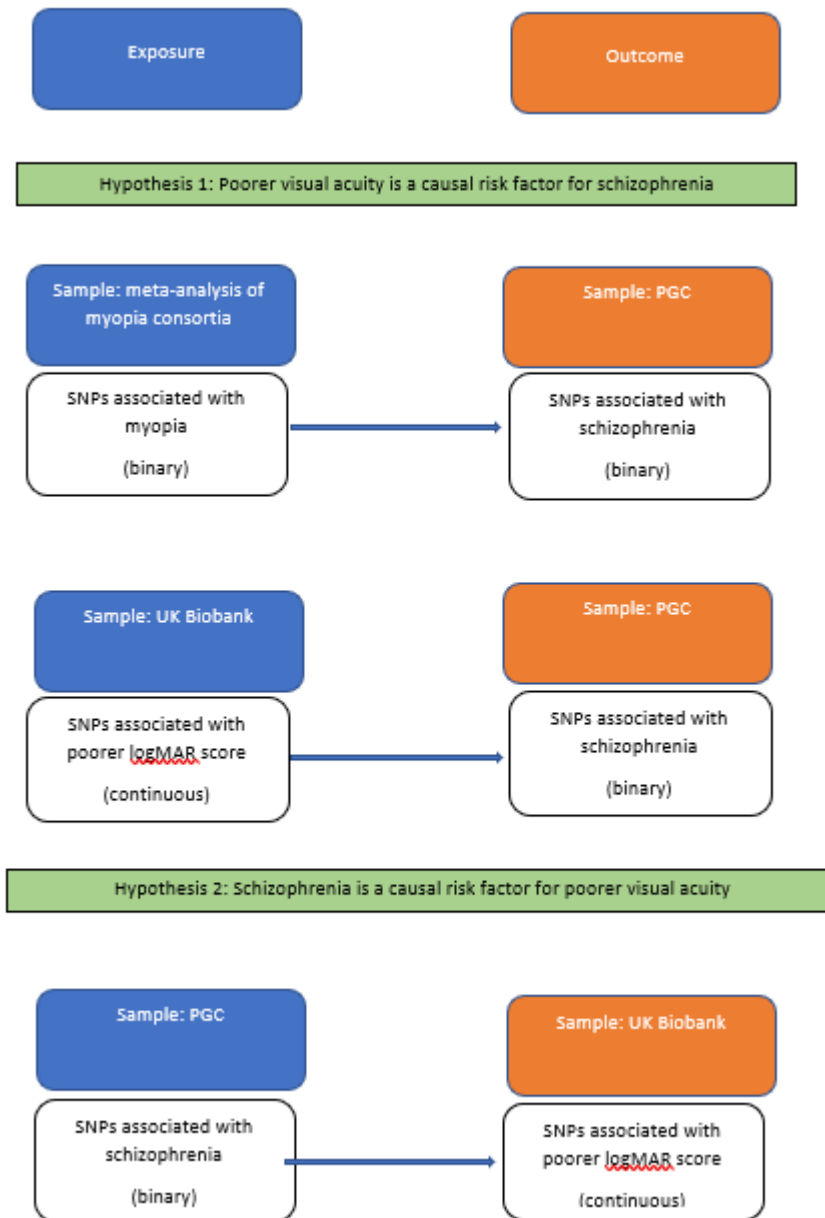 Exposure
Outcome
Hypothesis 1: Poorer visual acuity is a causal risk factor for schizophrenia
Sample: meta-analysis of
myopia consortia
Sample: PGC
SNPs associated with
myopia
(binary)
SNPs associated with
schizophrenia
(binary)
Sample: UK Biobank
Sample: PGC
SNPs associated with
poorer logMAR score
(continuous)
SNPs associated with
schizophrenia
(binary)
Hypothesis 2: Schizophrenia is a causal risk factor for poorer visual acuity
Sample: PGC
Sample: UK Biobank
SNPs associated with
schizophrenia
(binary)
SNPs associated with
poorer logMAR score
(continuous)